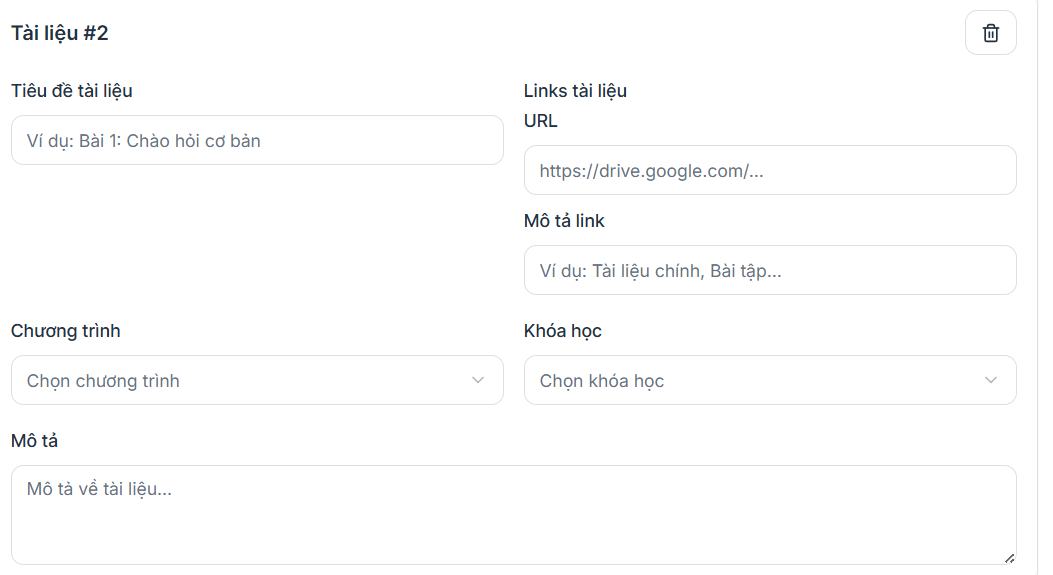 Tài liệu #2
Tiêu đề tài liệu
Ví dụ: Bài 1: Chào hỏi cơ bản
Links tài liệu
URL
https://drive.google.com/...
Mô tả link
Ví dụ: Tài liệu chính, Bài tập...
Chương trình
Chọn chương trình
Khóa học
Chọn khóa học
Mô tả
Mô tả về tài liệu...